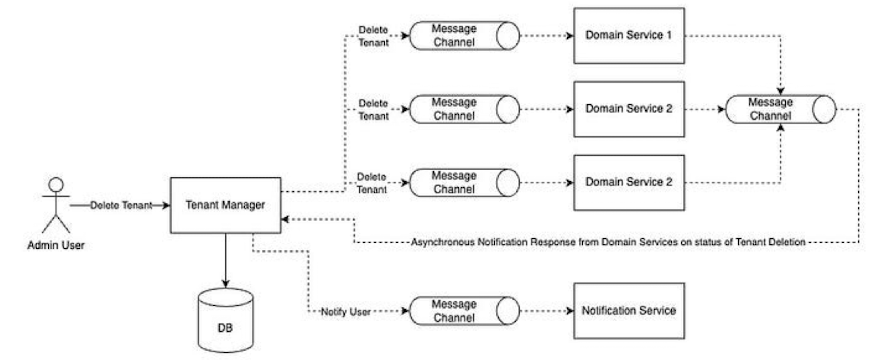 Delete
Tenant
Message
Channel
Domain Service 1
Delete
Tenant
Message
Channel
Domain Service 2
Message
Channel
Delete
Tenant
Message
Channel
Domain Service 2
Delete Tenant
Tenant Manager
Admin User
Asynchronous Notification Response from Domain Services on status of Tenant Deletion
DB
Notify User
Message
Channel
Notification Service